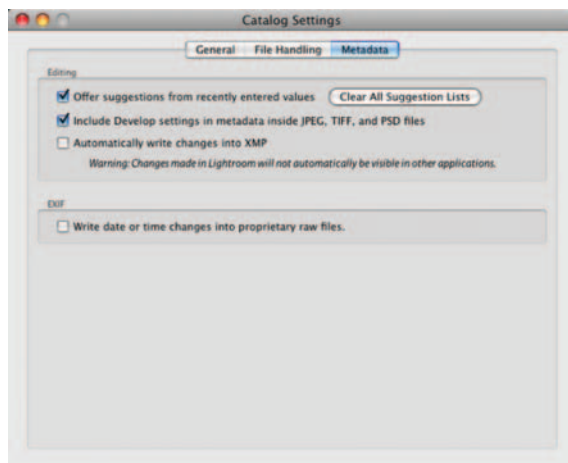 Catalog Settings
General File Handling Metadata
Editing
Offer suggestions from recently entered values Clear All Suggestion Lists
Include Develop settings in metadata inside JPEG, TIFF, and PSD files
Automatically write changes into XMP
Warning: Changes made in Lightroom will not automatically be visible in other applications.
EXIF
Write date or time changes into proprietary raw files.